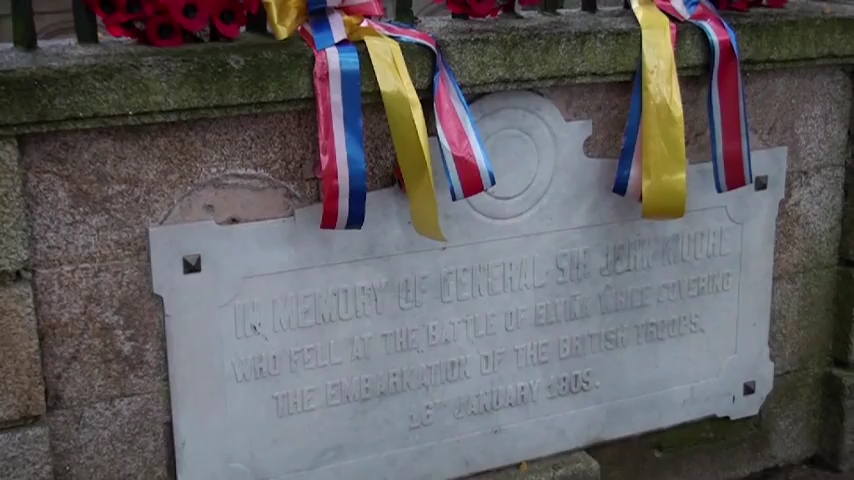 IN MEMORY OF GENERAL SIR JOHN MOORE
WHO FELL AT THE BATTLE OF ELVIÑA WHILE COVERING
THE EMBARKATION OF THE BRITISH TROOPS,
16TH JANUARY 1809.